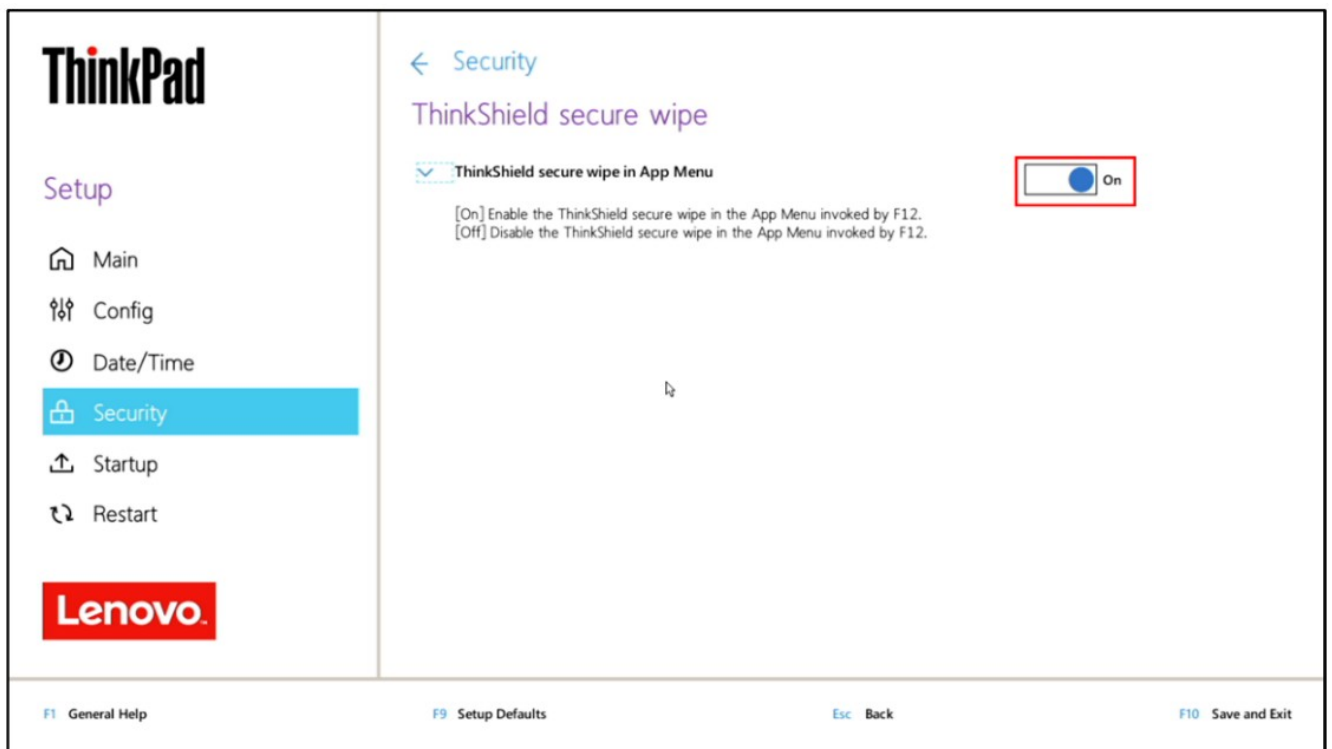 ThinkPad
Setup
Main
Config
Date/Time
Security
Startup
Restart
Lenovo.
← Security
ThinkShield secure wipe
ThinkShield secure wipe in App Menu
On
[On] Enable the ThinkShield secure wipe in the App Menu invoked by F12.
[Off] Disable the ThinkShield secure wipe in the App Menu invoked by F12.
F1 General Help
F9 Setup Defaults
Esc Back
F10 Save and Exit